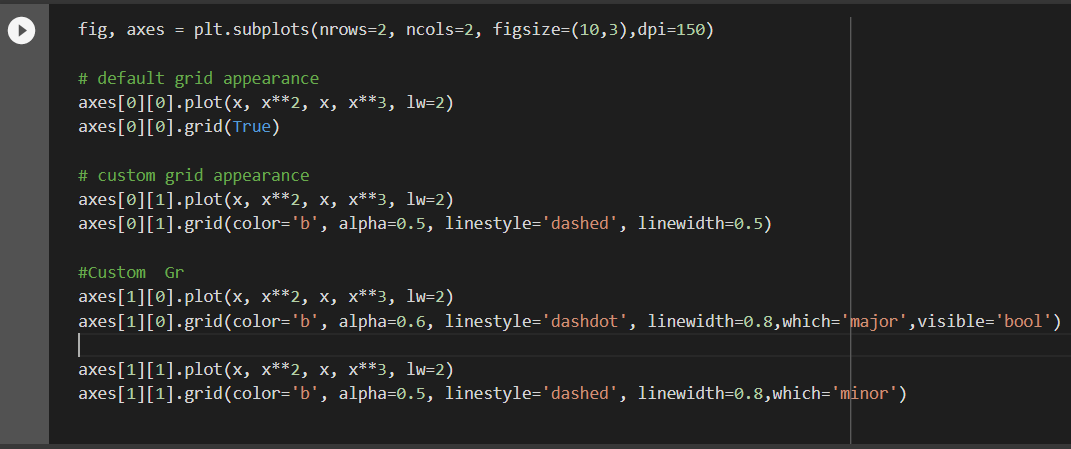 fig, axes = plt.subplots(nrows=2, ncols=2, figsize=(10,3),dpi=150)
# default grid appearance
axes[0][0].plot(x, x**2, x, x**3, lw=2)
axes[0][0].grid(True)
# custom grid appearance
axes[0][1].plot(x, x**2, x, x**3, lw=2)
axes[0][1].grid(color='b', alpha=0.5, linestyle='dashed', linewidth=0.5)
#Custom  Gr
axes[1][0].plot(x, x**2, x, x**3, lw=2)
axes[1][0].grid(color='b', alpha=0.6, linestyle='dashdot', linewidth=0.8,which='major',visible='bool')
axes[1][1].plot(x, x**2, x, x**3, lw=2)
axes[1][1].grid(color='b', alpha=0.5, linestyle='dashed', linewidth=0.8,which='minor')